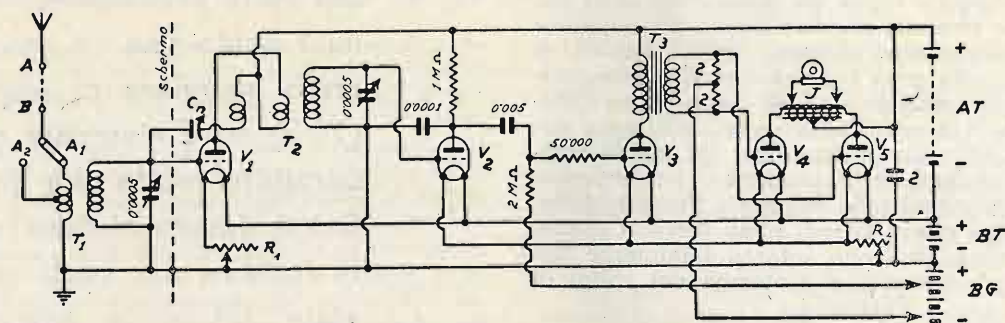 A
B
A2
A1
T1
0'0005
schermo
Cn
V1
R1
T2
0'0005
0'0001
1 MΩ
V2
0'005
2 MΩ
50'000
T3
V3
2
2
J
V4
V5
R2
2
+
AT
-
+
BT
-
+
BG
-